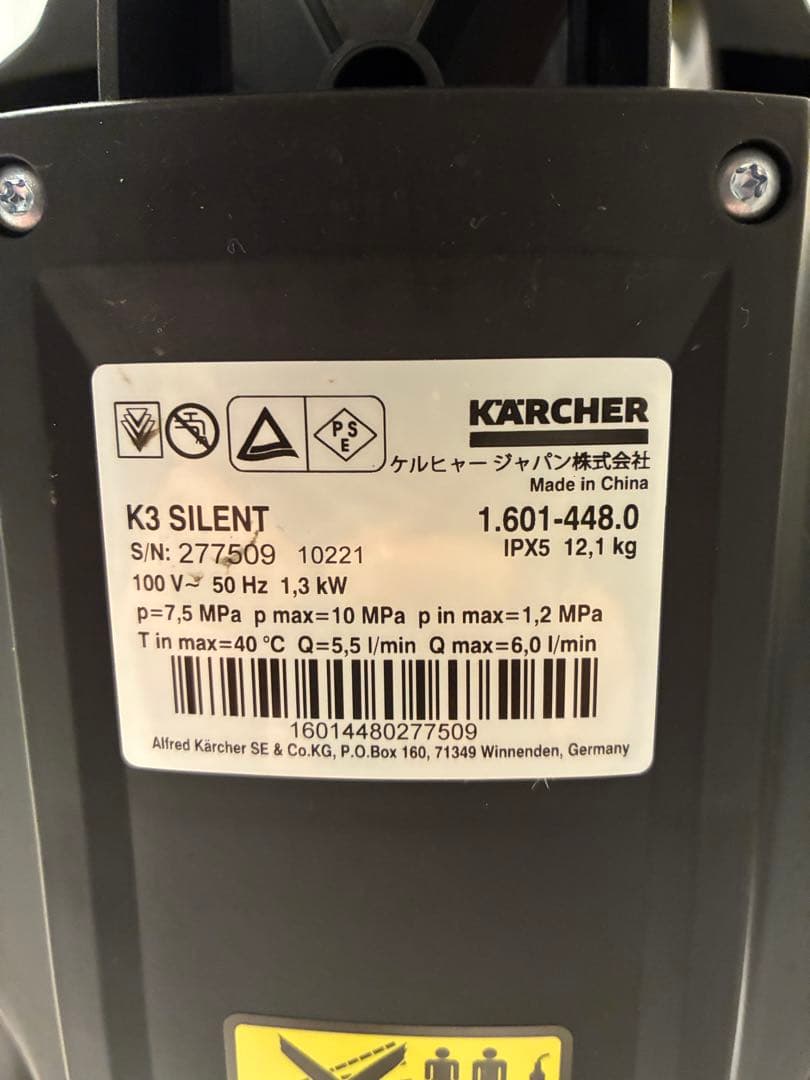 PSE
KÄRCHER
ケルヒャー ジャパン株式会社
Made in China
K3 SILENT 1.601-448.0
S/N: 277509 10221 IPX5 12,1 kg
100 V~ 50 Hz 1,3 kW
p=7,5 MPa p max=10 MPa p in max=1,2 MPa
T in max=40 °C Q=5,5 l/min Q max=6,0 l/min
16014480277509
Alfred Kärcher SE & Co.KG, P.O.Box 160, 71349 Winnenden, Germany